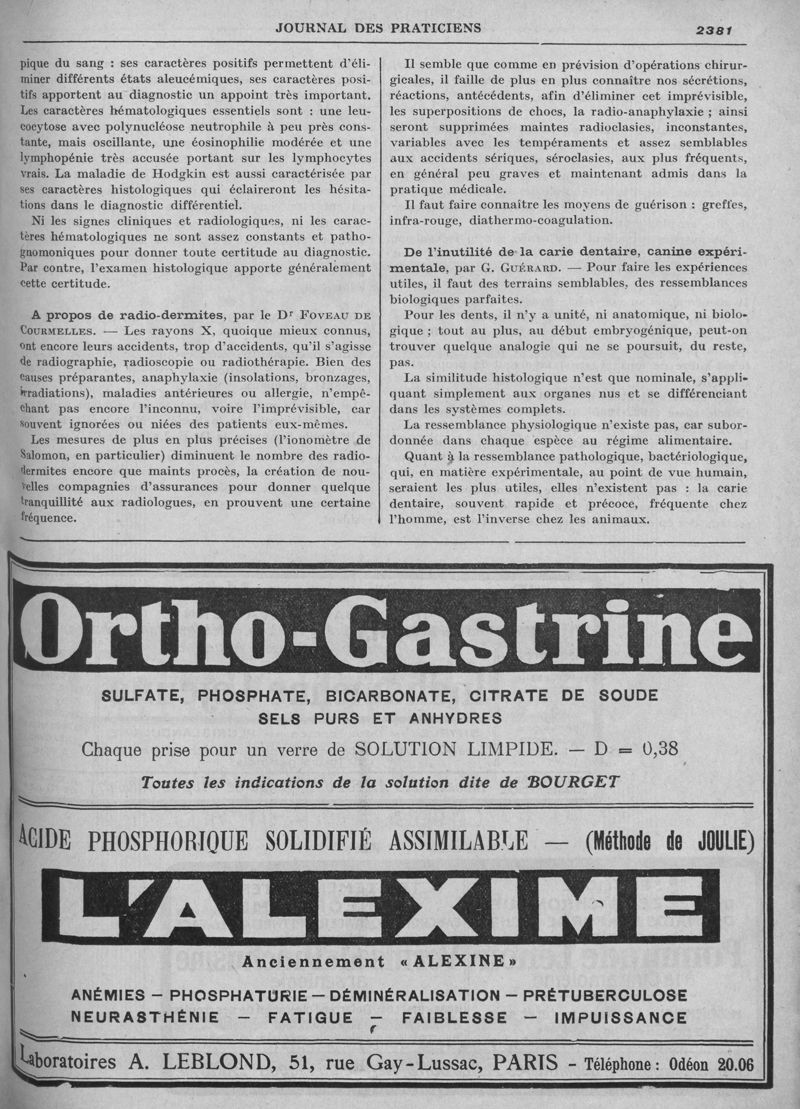 JOURNAL DES PRATICIENS
2381
pique du sang : ses caractères positifs permettent d'éli-
miner différents états aleucémiques, ses caractères posi-
tifs apportent au diagnostic un appoint très important.
Les caractères hématologiques essentiels sont : une leu-
cocytose avec polynucléose neutrophile à peu près cons-
tante, mais oscillante, une éosinophilie modérée et une
lymphopénie très accusée portant sur les lymphocytes
vrais. La maladie de Hodgkin est aussi caractérisée par
ses caractères histologiques qui éclaireront les hésita-
tions dans le diagnostic différentiel.
Ni les signes cliniques et radiologiques, ni les carac-
tères hématologiques ne sont assez constants et patho-
gnomoniques pour donner toute certitude au diagnostic.
Par contre, l'examen histologique apporte généralement
cette certitude.
A propos de radio-dermites, par le Dr FOVEAU DE
COURMELLES. — Les rayons X, quoique mieux connus,
ont encore leurs accidents, trop d'accidents, qu'il s'agisse
de radiographie, radioscopie ou radiothérapie. Bien des
causes préparantes, anaphylaxie (insolations, bronzages,
irradiations), maladies antérieures ou allergie, n'empê-
chant pas encore l'inconnu, voire l'imprévisible, car
souvent ignorées ou niées des patients eux-mêmes.
Les mesures de plus en plus précises (l'ionomètre de
Salomon, en particulier) diminuent le nombre des radio-
dermites encore que maints procès, la création de nou-
velles compagnies d'assurances pour donner quelque
tranquillité aux radiologues, en prouvent une certaine
fréquence.
Il semble que comme en prévision d'opérations chirur-
gicales, il faille de plus en plus connaître nos sécrétions,
réactions, antécédents, afin d'éliminer cet imprévisible,
les superpositions de chocs, la radio-anaphylaxie ; ainsi
seront supprimées maintes radioclasies, inconstantes,
variables avec les tempéraments et assez semblables
aux accidents sériques, séroclasies, aux plus fréquents,
en général peu graves et maintenant admis dans la
pratique médicale.
Il faut faire connaître les moyens de guérison : greffes,
infra-rouge, diathermo-coagulation.
De l'inutilité de la carie dentaire, canine expéri-
mentale, par G. GUÉRARD. — Pour faire les expériences
utiles, il faut des terrains semblables, des ressemblances
biologiques parfaites.
Pour les dents, il n'y a unité, ni anatomique, ni biolo-
gique ; tout au plus, au début embryogénique, peut-on
trouver quelque analogie qui ne se poursuit, du reste,
pas.
La similitude histologique n'est que nominale, s'appli-
quant simplement aux organes nus et se différenciant
dans les systèmes complets.
La ressemblance physiologique n'existe pas, car subor-
donnée dans chaque espèce au régime alimentaire.
Quant à la ressemblance pathologique, bactériologique,
qui, en matière expérimentale, au point de vue humain,
seraient les plus utiles, elles n'existent pas : la carie
dentaire, souvent rapide et précoce, fréquente chez
l'homme, est l'inverse chez les animaux.
Ortho-Gastrine
SULFATE, PHOSPHATE, BICARBONATE, CITRATE DE SOUDE
SELS PURS ET ANHYDRES
Chaque prise pour un verre de SOLUTION LIMPIDE. — D = 0,38
Toutes les indications de la solution dite de BOURGET
ACIDE PHOSPHORIQUE SOLIDIFIÉ ASSIMILABLE — (Méthode de JOULIE)
L'ALEXIME
Anciennement « ALEXINE »
ANÉMIES — PHOSPHATURIE — DÉMINÉRALISATION — PRÉTUBERCULOSE
NEURASTHÉNIE — FATIGUE — FAIBLESSE — IMPUISSANCE
Laboratoires A. LEBLOND, 51, rue Gay-Lussac, PARIS - Téléphone : Odéon 20.06